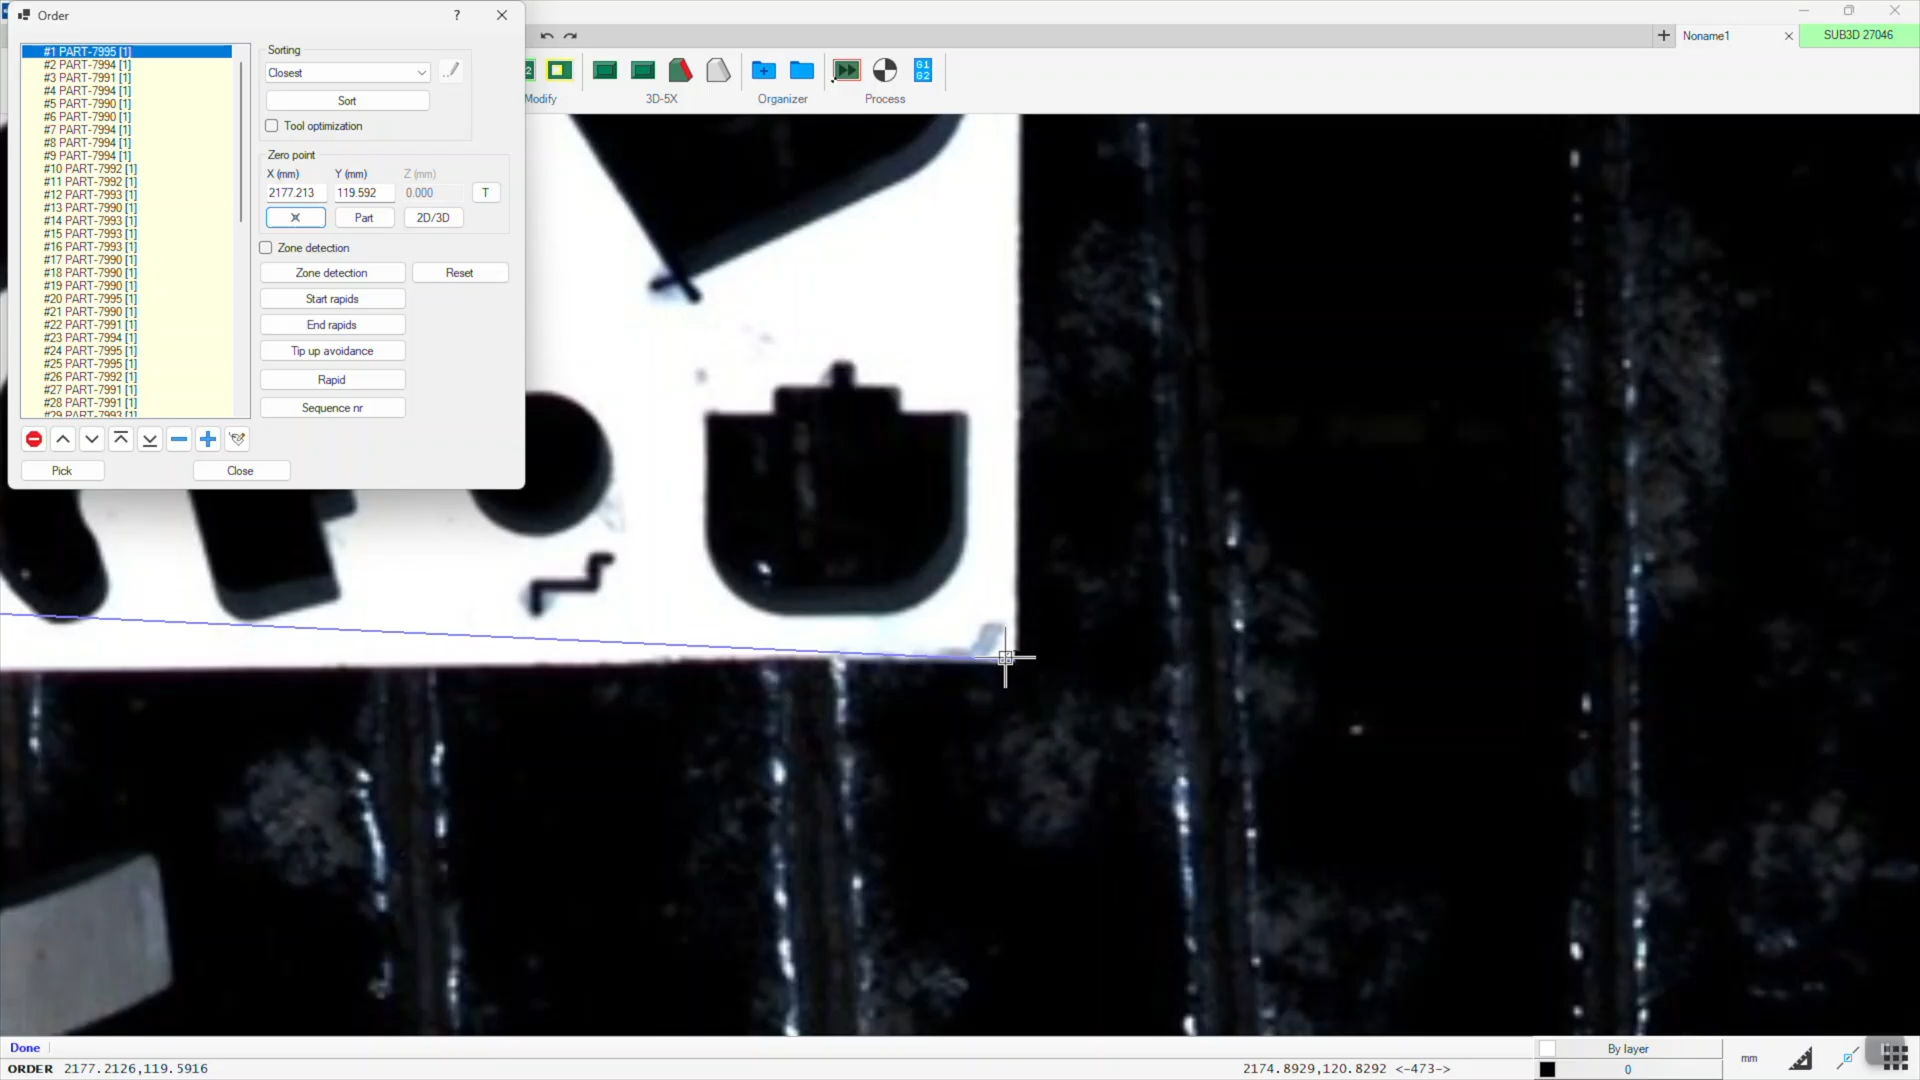 Order
?
Noname1
SUB3D 27046
#1 PART-7995 [1]
#2 PART-7994 [1]
#3 PART-7991 [1]
#4 PART-7994 [1]
#5 PART-7990 [1]
#6 PART-7990 [1]
#7 PART-7994 [1]
#8 PART-7994 [1]
#9 PART-7994 [1]
#10 PART-7992 [1]
#11 PART-7992 [1]
#12 PART-7993 [1]
#13 PART-7990 [1]
#14 PART-7993 [1]
#15 PART-7993 [1]
#16 PART-7993 [1]
#17 PART-7990 [1]
#18 PART-7990 [1]
#19 PART-7990 [1]
#20 PART-7995 [1]
#21 PART-7990 [1]
#22 PART-7991 [1]
#23 PART-7994 [1]
#24 PART-7995 [1]
#25 PART-7995 [1]
#26 PART-7992 [1]
#27 PART-7991 [1]
#28 PART-7991 [1]
#29 PART-7993 [1]
Sorting
Closest
Sort
Tool optimization
Zero point
X (mm) Y (mm) Z (mm)
2177.213 119.592 0.000 T
Part 2D/3D
Zone detection
Zone detection Reset
Start rapids
End rapids
Tip up avoidance
Rapid
Sequence nr
Pick Close
G1
G2
Modify 3D-5X Organizer Process
Done
ORDER 2177.2126,119.5916
2174.8929,120.8292 <-473->
By layer
0
mm